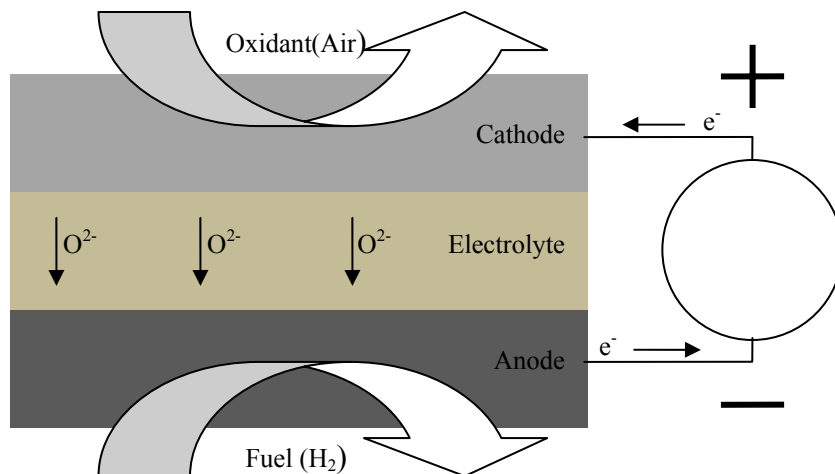 Oxidant(Air)
+
Cathode
e-
O2-
O2-
O2-
Electrolyte
Anode
e-
Fuel (H2)
−